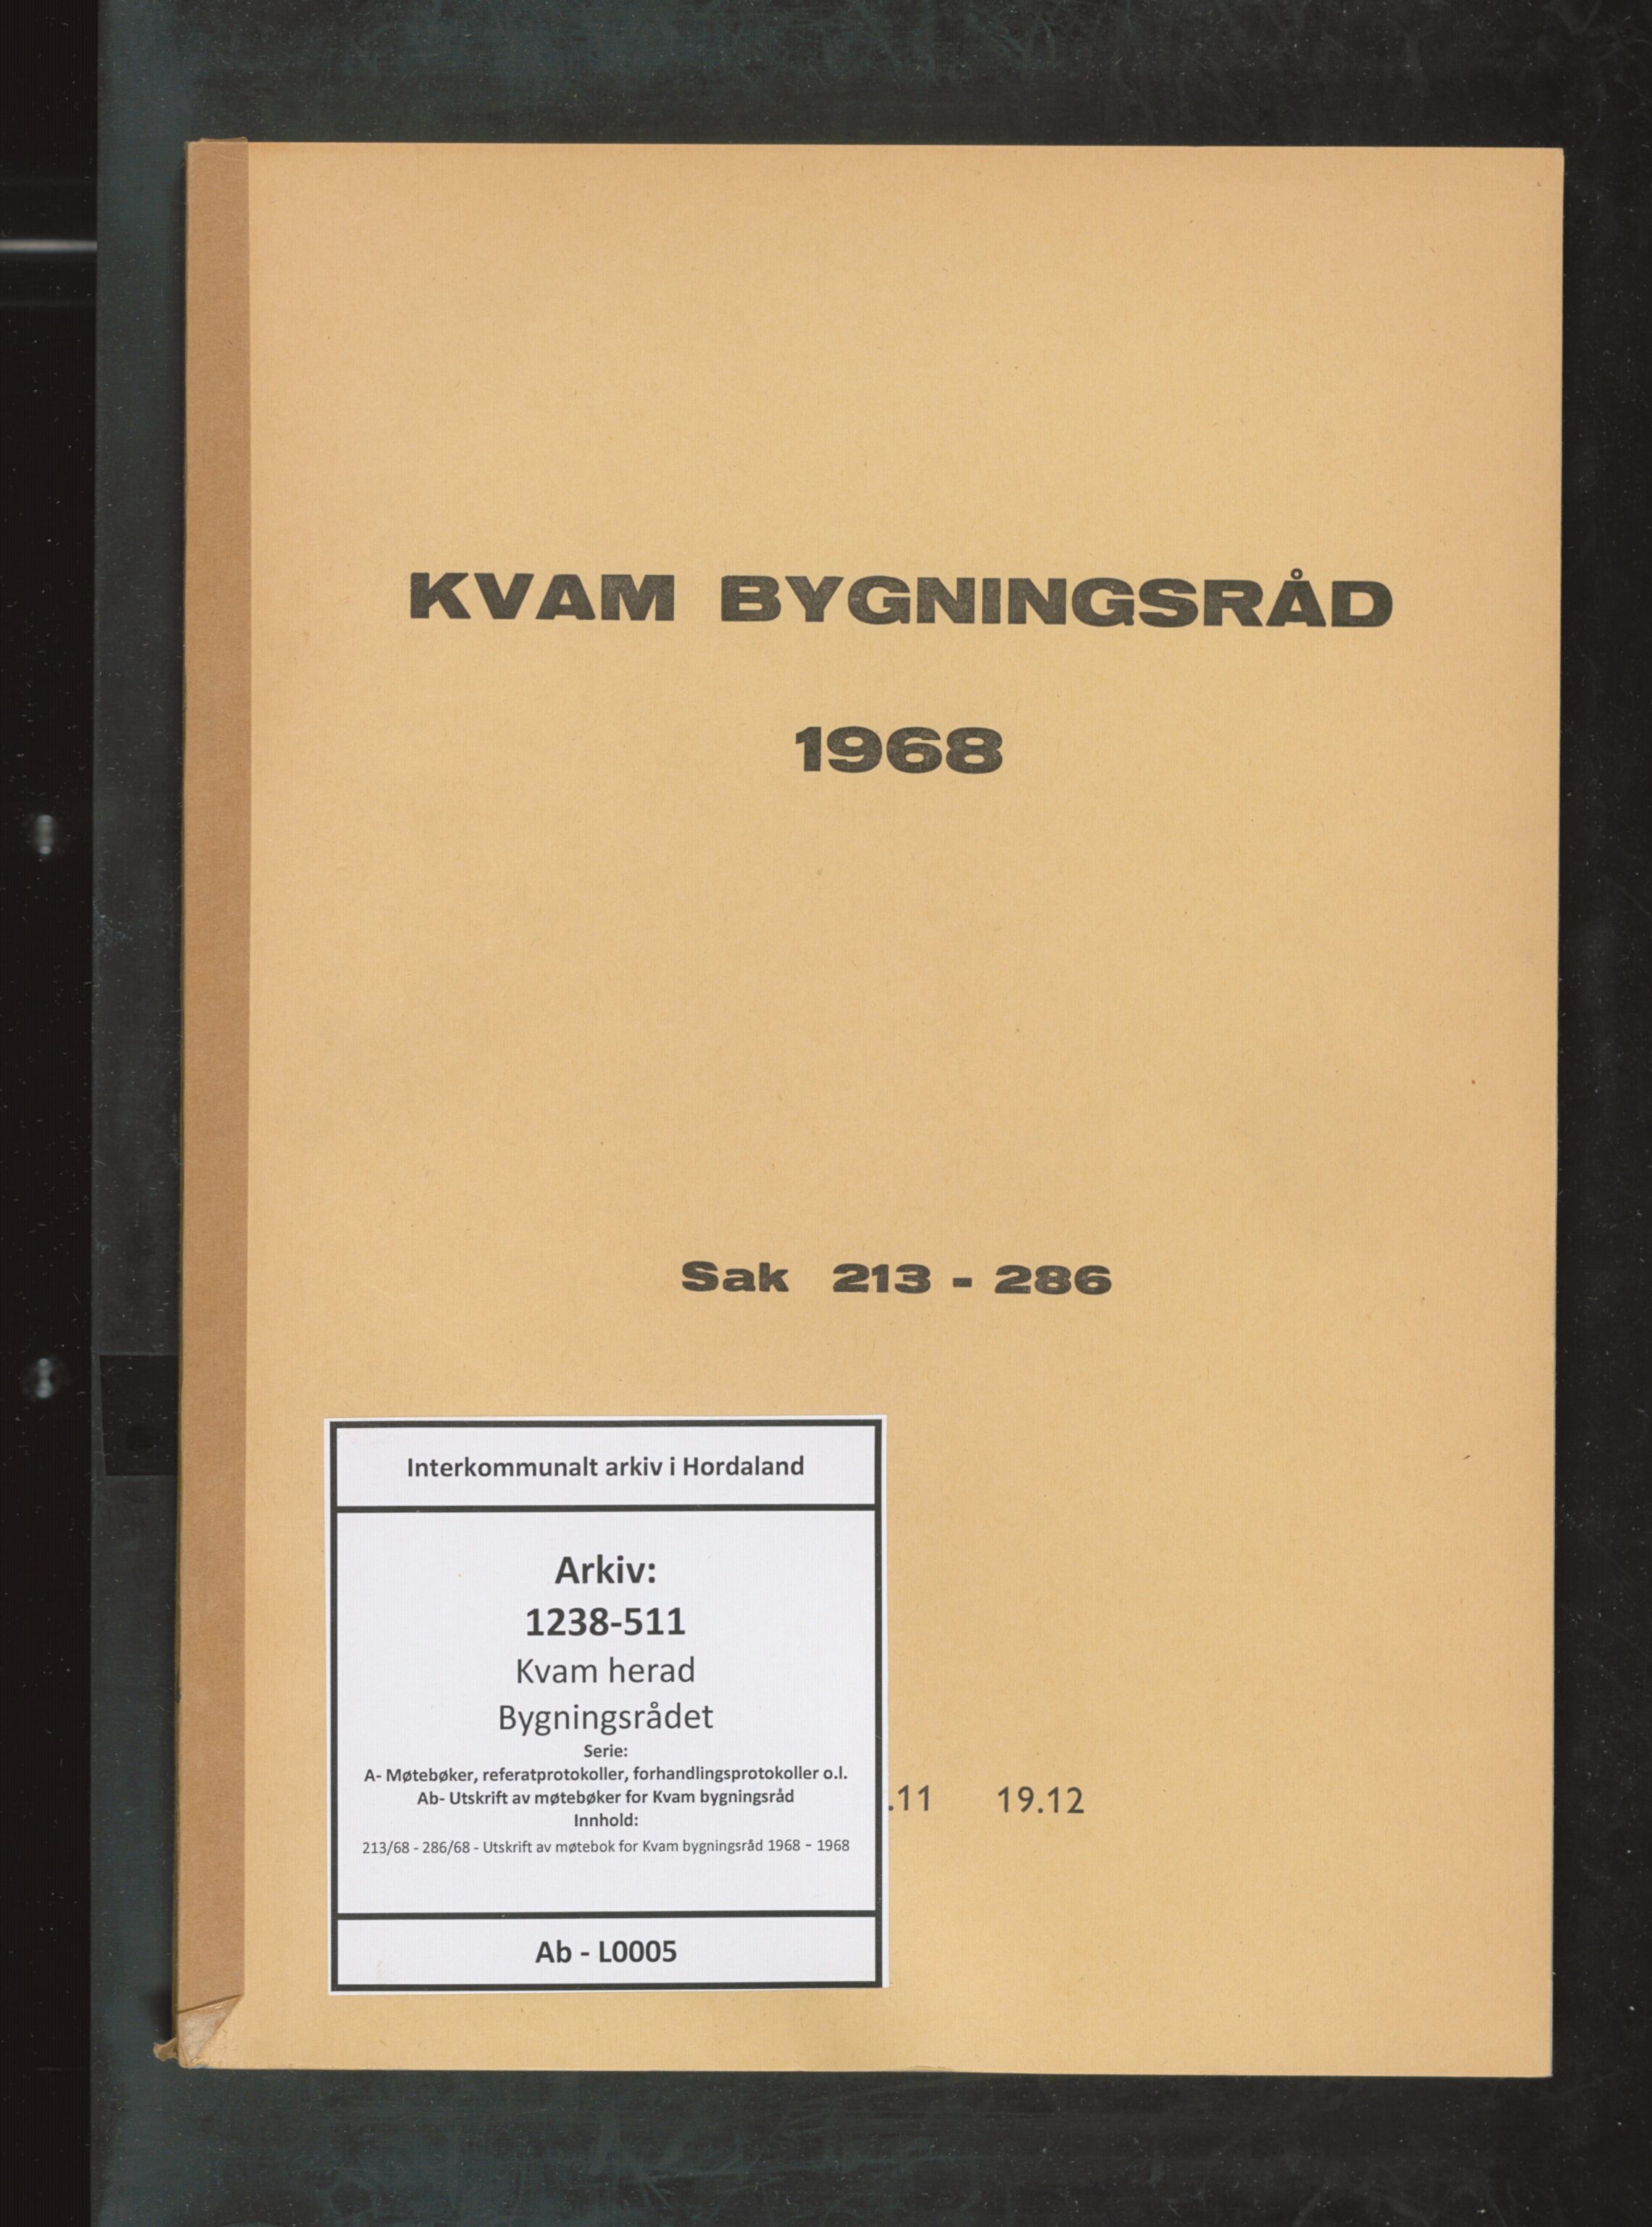 KVAM BYGNINGSRÅD
1968
Sak 213 - 286
Interkommunalt arkiv i Hordaland
Arkiv:
1238-511
Kvam herad
Bygningsrådet
Serie:
A- Møtebøker, referatprotokoller, forhandlingsprotokoller o.l.
Ab- Utskrift av møtebøker for Kvam bygningsråd
Innhold:
213/68 - 286/68 - Utskrift av møtebok for Kvam bygningsråd 1968 - 1968
Ab - L0005
.11 19.12